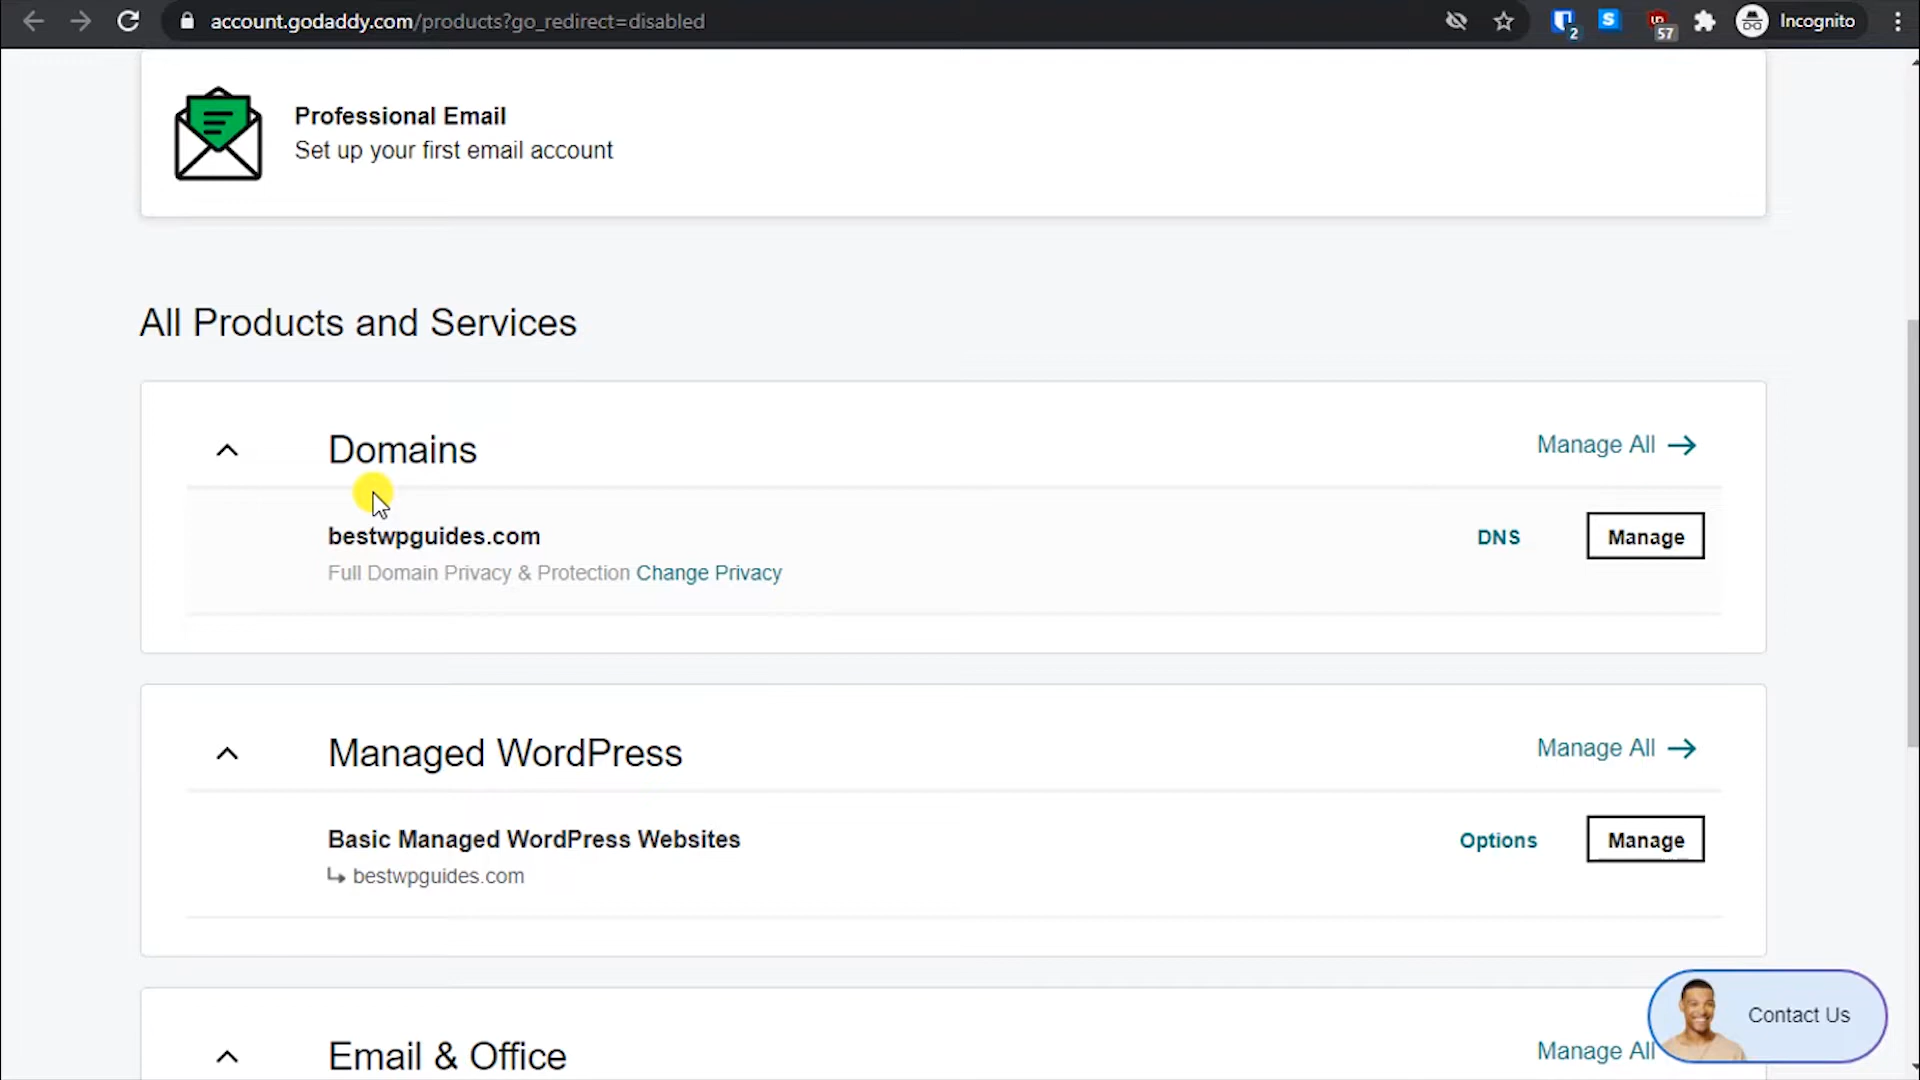 account.godaddy.com/products?go_redirect=disabled
2
S
57
Incognito
Professional Email
Set up your first email account
All Products and Services
Domains
Manage All
bestwpguides.com
DNS
Manage
Full Domain Privacy & Protection Change Privacy
Managed WordPress
Manage All
Basic Managed WordPress Websites
Options
Manage
bestwpguides.com
Contact Us
Email & Office
Manage All